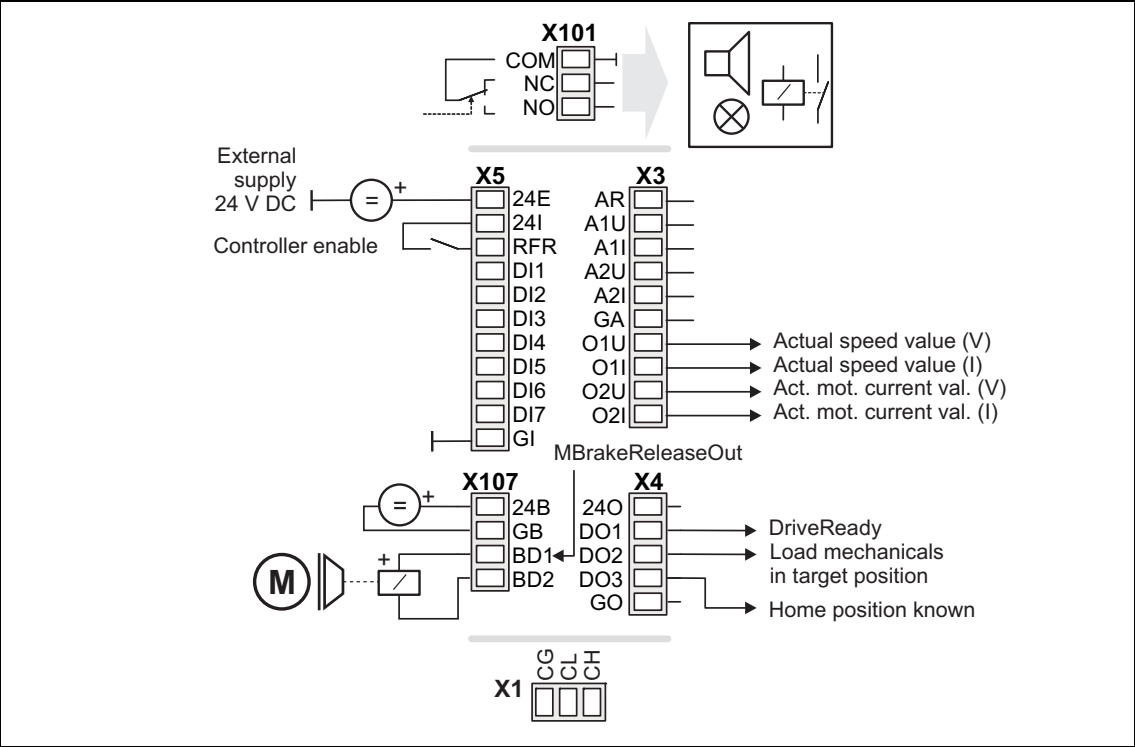 X101
COM
NC
NO
External
supply
24 V DC
=
+
Controller enable
X5
24E
24I
RFR
DI1
DI2
DI3
DI4
DI5
DI6
DI7
GI
X3
AR
A1U
A1I
A2U
A2I
GA
O1U
O1I
O2U
O2I
Actual speed value (V)
Actual speed value (I)
Act. mot. current val. (V)
Act. mot. current val. (I)
MBrakeReleaseOut
X107
=
+
24B
GB
BD1
BD2
M
+
X4
24O
DO1
DO2
DO3
GO
DriveReady
Load mechanicals
in target position
Home position known
X1
CG
CL
CH